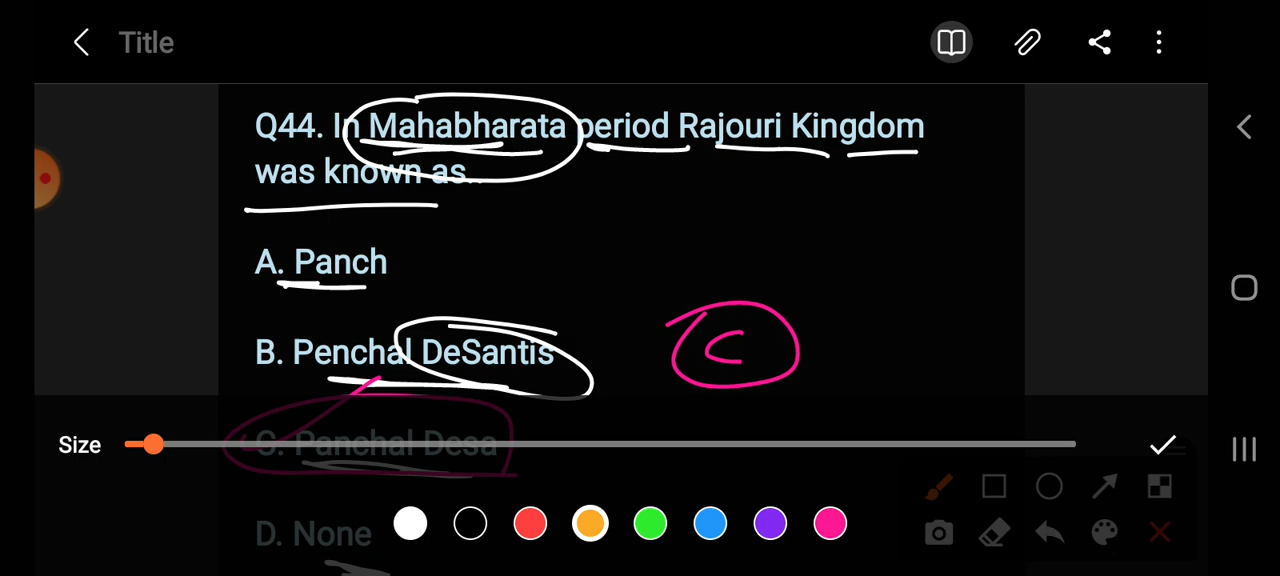 Title
Q44. In Mahabharata period Rajouri Kingdom
was known as..
A. Panch
B. Penchal DeSantis
C
C. Panchal Desa
Size
D. None